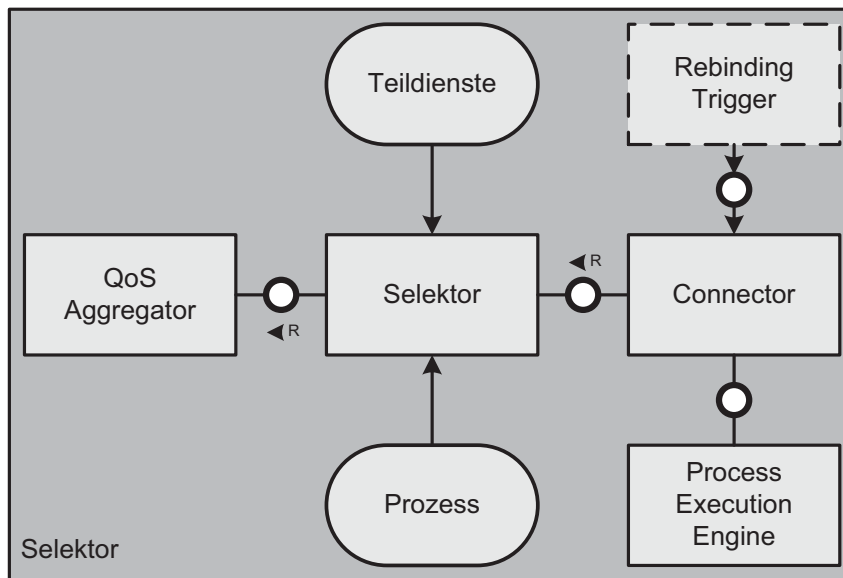 Teildienste
Rebinding
Trigger
QoS
Aggregator
R
Selektor
R
Connector
Prozess
Process
Execution
Engine
Selektor